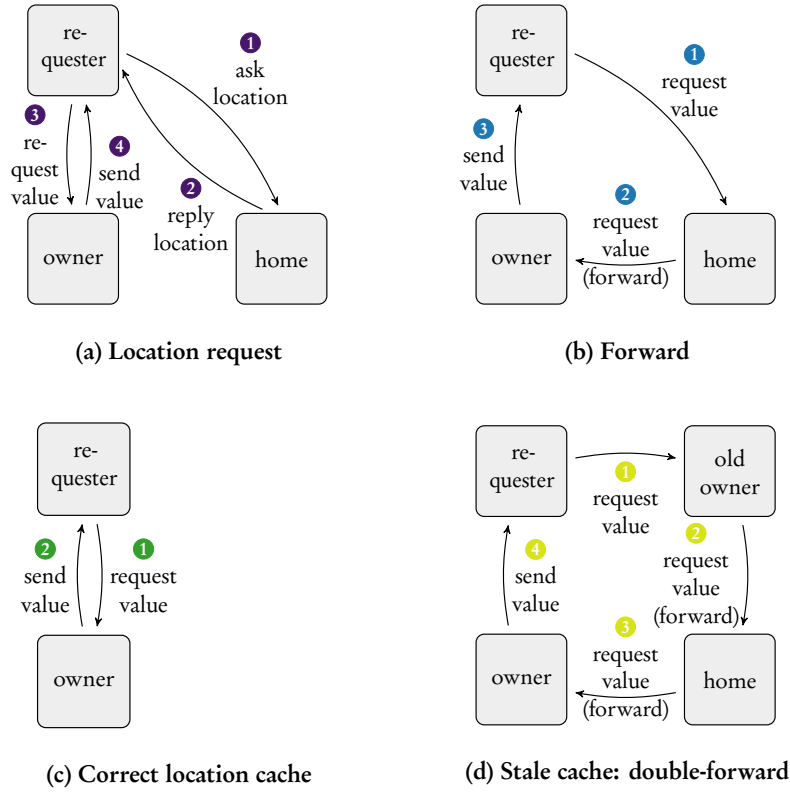 re-
quester
1
ask
location
3
re-
quest
value
4
send
value
2
reply
location
owner
home
(a) Location request
re-
quester
1
request
value
3
send
value
2
request
value
(forward)
owner
home
(b) Forward
re-
quester
2
send
value
1
request
value
owner
(c) Correct location cache
re-
quester
1
request
value
old
owner
2
request
value
(forward)
4
send
value
3
request
value
(forward)
owner
home
(d) Stale cache: double-forward